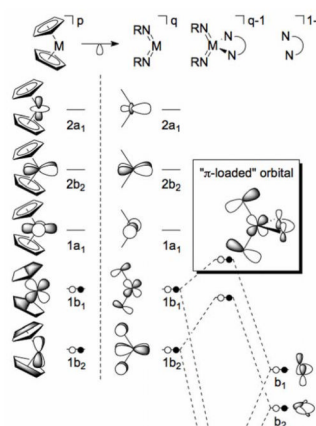 p q q-1 1-
M RN M RN RN M RN N N N N
2a1 2a1
2b2 2b2
"π-loaded" orbital
1a1 1a1
1b1 1b1
1b2 1b2
b1
b2